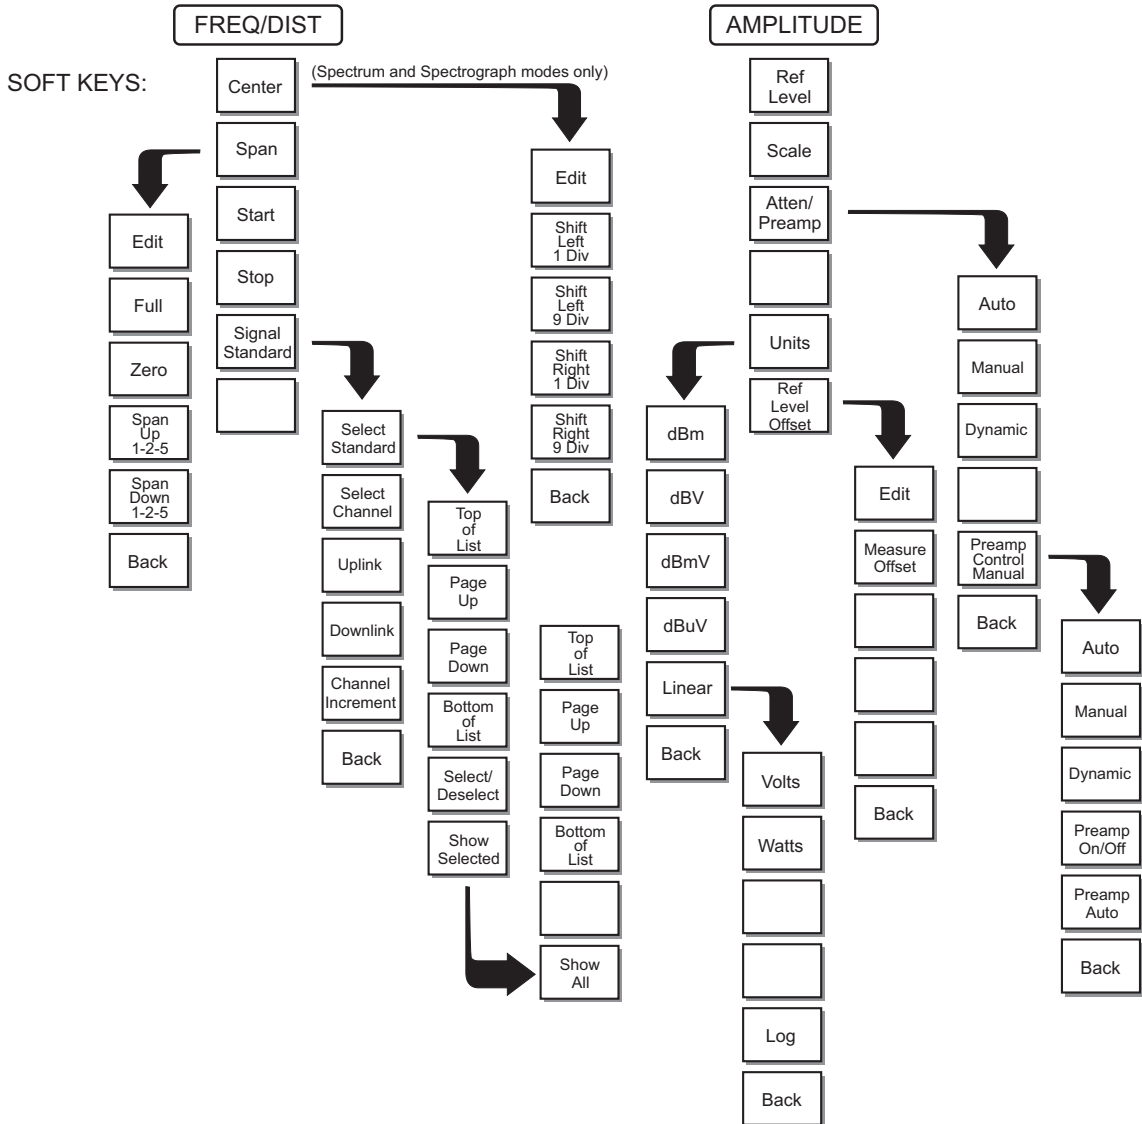 FREQ/DIST
AMPLITUDE
SOFT KEYS:
Center
(Spectrum and Spectrograph modes only)
Span
Start
Stop
Signal
Standard
Edit
Full
Zero
Span
Up
1-2-5
Span
Down
1-2-5
Back
Edit
Shift
Left
1 Div
Shift
Left
9 Div
Shift
Right
1 Div
Shift
Right
9 Div
Back
Select
Standard
Select
Channel
Uplink
Downlink
Channel
Increment
Back
Top
of
List
Page
Up
Page
Down
Bottom
of
List
Select/
Deselect
Show
Selected
Top
of
List
Page
Up
Page
Down
Bottom
of
List
Show
All
Ref
Level
Scale
Atten/
Preamp
Units
Ref
Level
Offset
dBm
dBV
dBmV
dBuV
Linear
Back
Volts
Watts
Log
Back
Edit
Measure
Offset
Back
Auto
Manual
Dynamic
Preamp
Control
Manual
Back
Auto
Manual
Dynamic
Preamp
On/Off
Preamp
Auto
Back